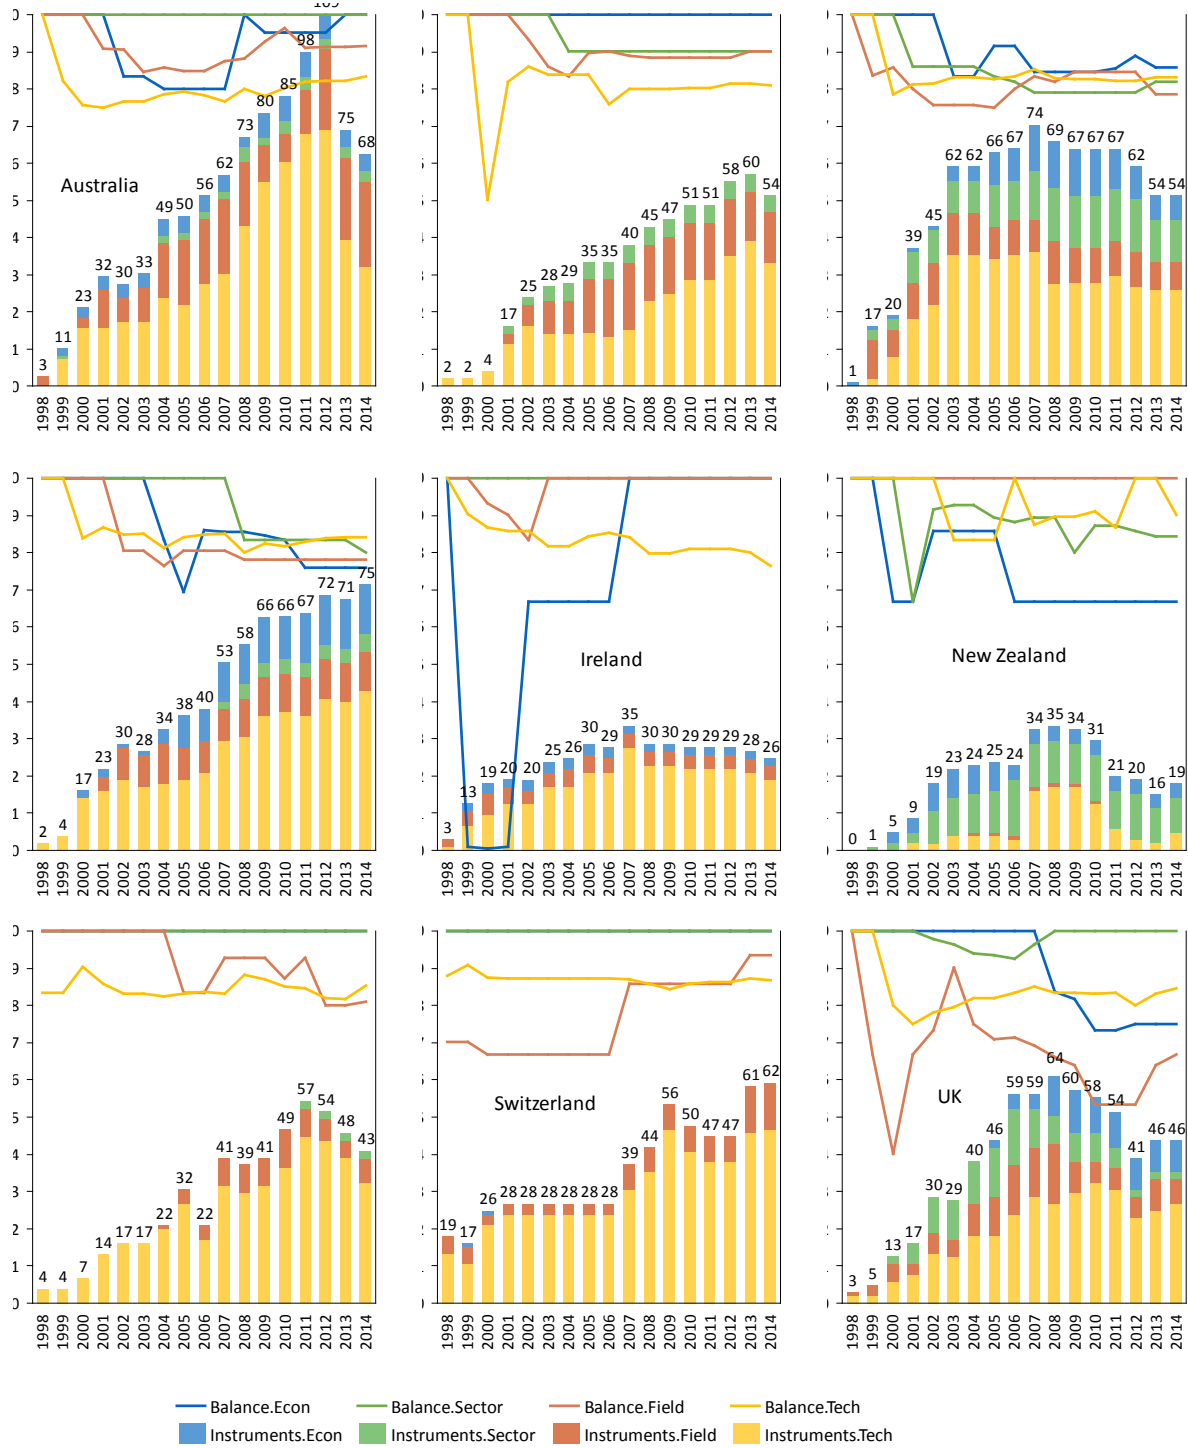 109
98
85
80
75
73
68
62
56
50
49
33
32
30
23
11
3
Australia
1998 1999 2000 2001 2002 2003 2004 2005 2006 2007 2008 2009 2010 2011 2012 2013 2014
2 2 4 17 25 28 29 35 35 40 45 47 51 51 58 60 54
1998 1999 2000 2001 2002 2003 2004 2005 2006 2007 2008 2009 2010 2011 2012 2013 2014
1 17 20 39 45 62 62 66 67 74 69 67 67 67 62 54 54
1998 1999 2000 2001 2002 2003 2004 2005 2006 2007 2008 2009 2010 2011 2012 2013 2014
2 4 17 23 30 28 34 38 40 53 58 66 66 67 72 71 75
1998 1999 2000 2001 2002 2003 2004 2005 2006 2007 2008 2009 2010 2011 2012 2013 2014
Ireland
3 13 19 20 20 25 26 30 29 35 30 30 29 29 29 28 26
1998 1999 2000 2001 2002 2003 2004 2005 2006 2007 2008 2009 2010 2011 2012 2013 2014
New Zealand
0 1 5 9 19 23 24 25 24 34 35 34 31 21 20 16 19
1998 1999 2000 2001 2002 2003 2004 2005 2006 2007 2008 2009 2010 2011 2012 2013 2014
4 4 7 14 17 17 22 32 22 41 39 41 49 57 54 48 43
1998 1999 2000 2001 2002 2003 2004 2005 2006 2007 2008 2009 2010 2011 2012 2013 2014
Switzerland
19 17 26 28 28 28 28 28 28 39 44 56 50 47 47 61 62
1998 1999 2000 2001 2002 2003 2004 2005 2006 2007 2008 2009 2010 2011 2012 2013 2014
UK
3 5 13 17 30 29 40 46 59 59 64 60 58 54 41 46 46
1998 1999 2000 2001 2002 2003 2004 2005 2006 2007 2008 2009 2010 2011 2012 2013 2014
Balance.Econ Balance.Sector Balance.Field Balance.Tech
Instruments.Econ Instruments.Sector Instruments.Field Instruments.Tech